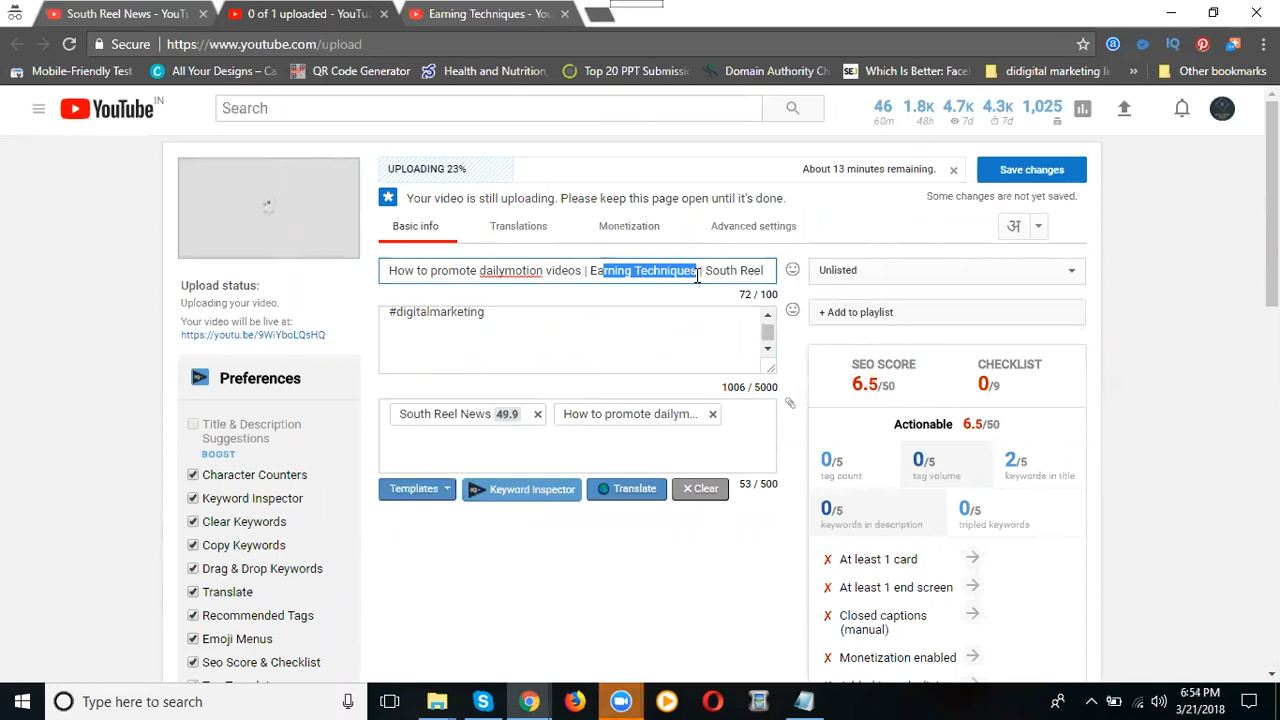 South Reel News - YouT
0 of 1 uploaded - YouTu
Earning Techniques - Yo
Secure
https://www.youtube.com/upload
Mobile-Friendly Test
All Your Designs – Ca
QR Code Generator
Health and Nutrition
Top 20 PPT Submissi
Domain Authority Ch
Which Is Better: Facel
didigital marketing li
»
Other bookmarks
YouTube IN
Search
46 60m
1.8K 48h
4.7K 7d
4.3K 7d
1,025
UPLOADING 23%
About 13 minutes remaining.
Save changes
Your video is still uploading. Please keep this page open until it's done.
Some changes are not yet saved.
Basic info
Translations
Monetization
Advanced settings
अ
How to promote dailymotion videos | Earning Techniques | South Reel
Unlisted
72 / 100
Upload status:
Uploading your video.
Your video will be live at:
https://youtu.be/9WiYboLQsHQ
#digitalmarketing
+ Add to playlist
1006 / 5000
Preferences
Title & Description Suggestions
BOOST
Character Counters
Keyword Inspector
Clear Keywords
Copy Keywords
Drag & Drop Keywords
Translate
Recommended Tags
Emoji Menus
Seo Score & Checklist
South Reel News 49.9
How to promote dailym...
Templates
Keyword Inspector
Translate
Clear
53 / 500
SEO SCORE
6.5/50
CHECKLIST
0/9
Actionable 6.5/50
0/5 tag count
0/5 tag volume
2/5 keywords in title
0/5 keywords in description
0/5 tripled keywords
✗ At least 1 card
✗ At least 1 end screen
✗ Closed captions
(manual)
✗ Monetization enabled
Type here to search
6:54 PM
3/21/2018